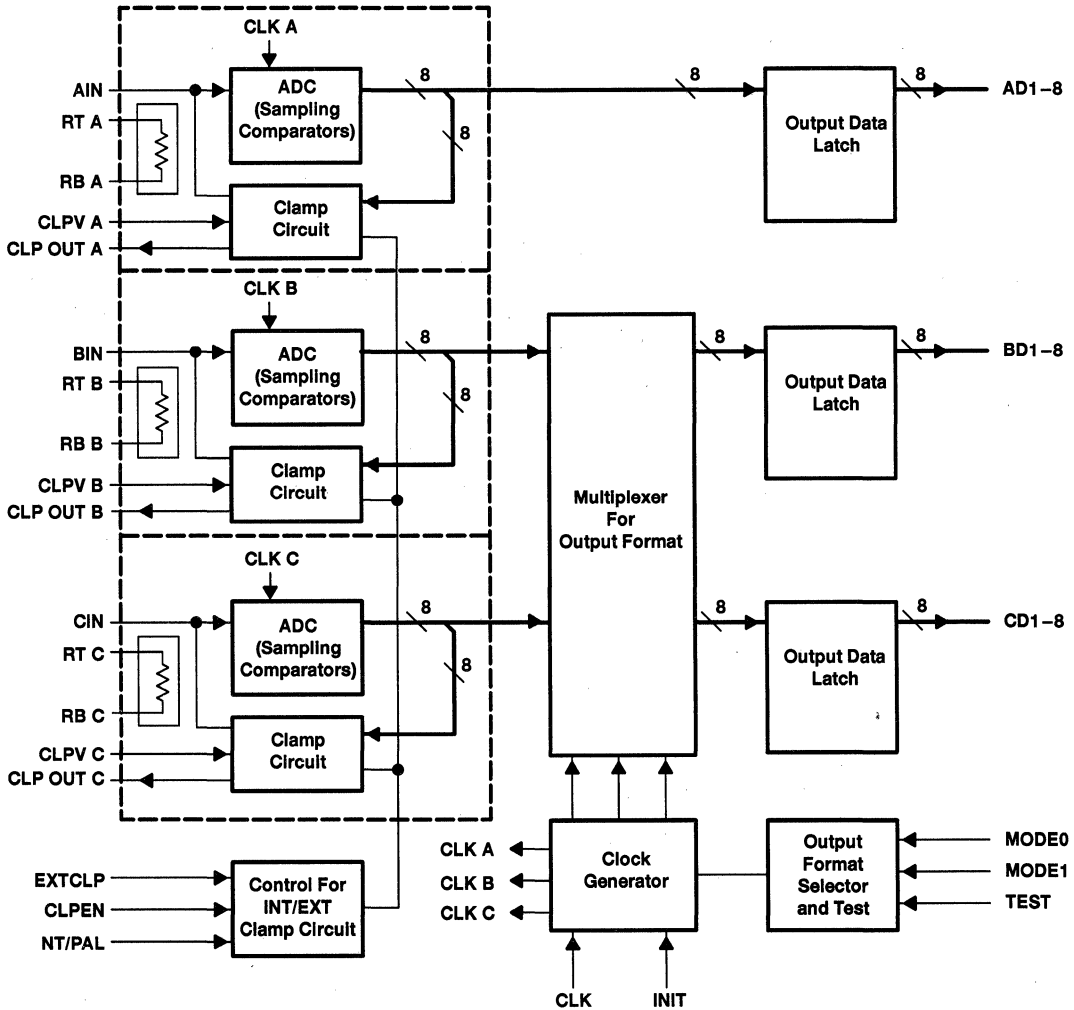 CLK A
AIN
ADC
(Sampling
Comparators)
8
8
8
Output Data
Latch
8
AD1–8
RT A
RB A
CLPV A
CLP OUT A
Clamp
Circuit
CLK B
BIN
ADC
(Sampling
Comparators)
8
8
RT B
RB B
CLPV B
CLP OUT B
Clamp
Circuit
Multiplexer
For
Output Format
8
Output Data
Latch
8
BD1–8
CLK C
CIN
ADC
(Sampling
Comparators)
8
8
RT C
RB C
CLPV C
CLP OUT C
Clamp
Circuit
8
Output Data
Latch
8
CD1–8
EXTCLP
CLPEN
NT/PAL
Control For
INT/EXT
Clamp Circuit
CLK A
CLK B
CLK C
Clock
Generator
CLK
INIT
Output
Format
Selector
and Test
MODE0
MODE1
TEST